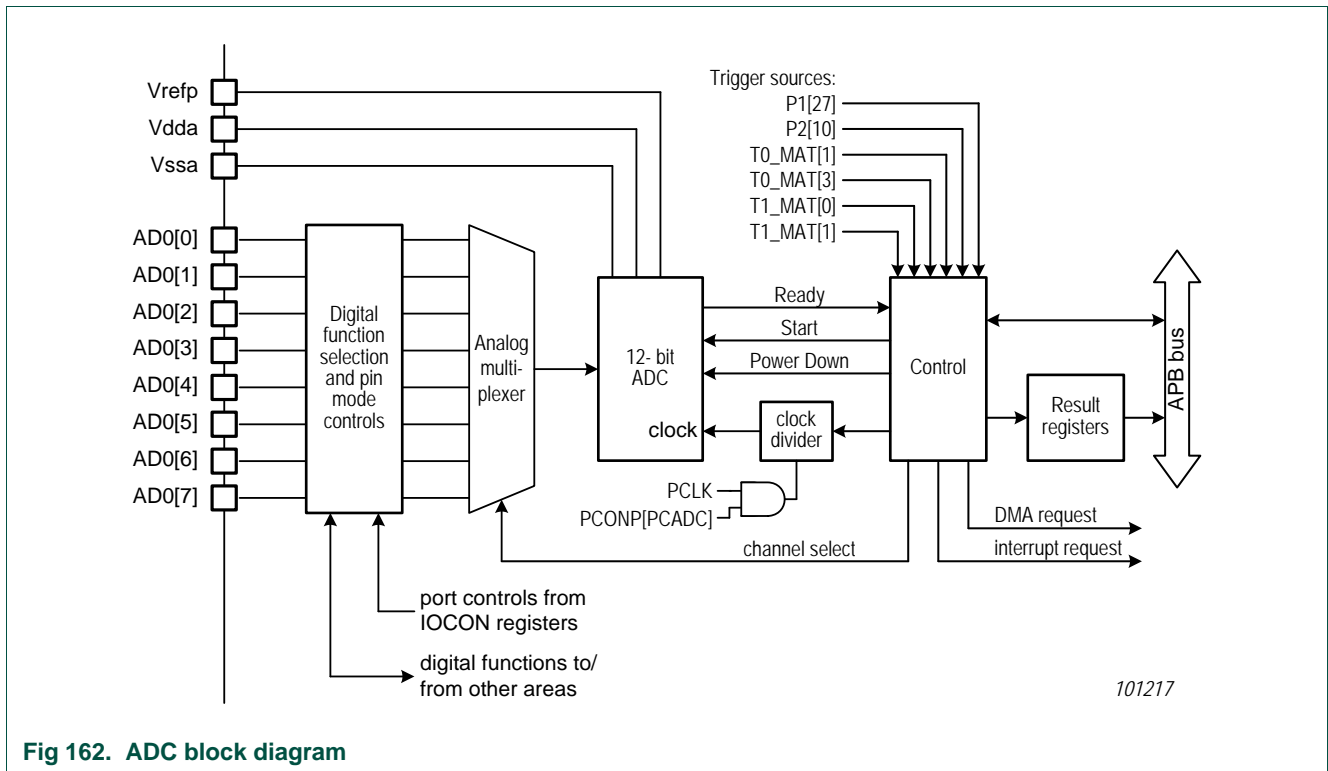 Vrefp
Vdda
Vssa
AD0[0]
AD0[1]
AD0[2]
AD0[3]
AD0[4]
AD0[5]
AD0[6]
AD0[7]
Digital
function
selection
and pin
mode
controls
Analog
multi-
plexer
12- bit
ADC
clock
Trigger sources:
P1[27]
P2[10]
T0_MAT[1]
T0_MAT[3]
T1_MAT[0]
T1_MAT[1]
Ready
Start
Power Down
clock
divider
PCLK
PCONP[PCADC]
Control
Result
registers
APB bus
DMA request
interrupt request
channel select
port controls from
IOCON registers
digital functions to/
from other areas
101217
Fig 162. ADC block diagram